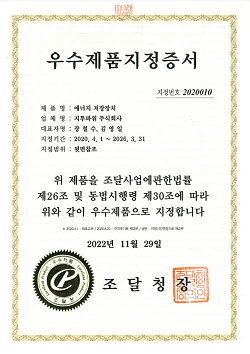 우수제품지정증서
지정번호 2020010
제 품 명 : 에너지 저장장치
업 체 명 : 지투파워 주식회사
대표자명 : 장 철 수, 김 영 일
지정기간 : 2020, 4, 1 ~ 2026, 3, 31
지정범위 : 뒷면참조
위 제품을 조달사업에관한법률
제26조 및 동법시행령 제30조에 따라
위와 같이 우수제품으로 지정합니다
2022년 11월 29일
조 달 청 장